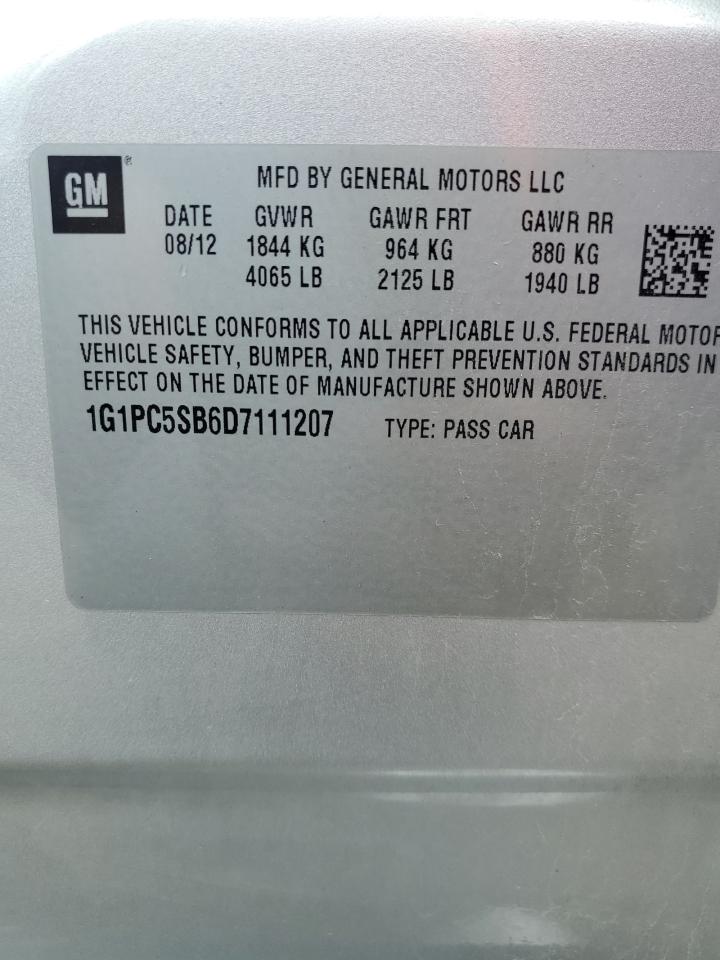 GM®
MFD BY GENERAL MOTORS LLC
DATE GVWR GAWR FRT GAWR RR
08/12 1844 KG 964 KG 880 KG
4065 LB 2125 LB 1940 LB
THIS VEHICLE CONFORMS TO ALL APPLICABLE U.S. FEDERAL MOTOR
VEHICLE SAFETY, BUMPER, AND THEFT PREVENTION STANDARDS IN
EFFECT ON THE DATE OF MANUFACTURE SHOWN ABOVE.
1G1PC5SB6D7111207 TYPE: PASS CAR